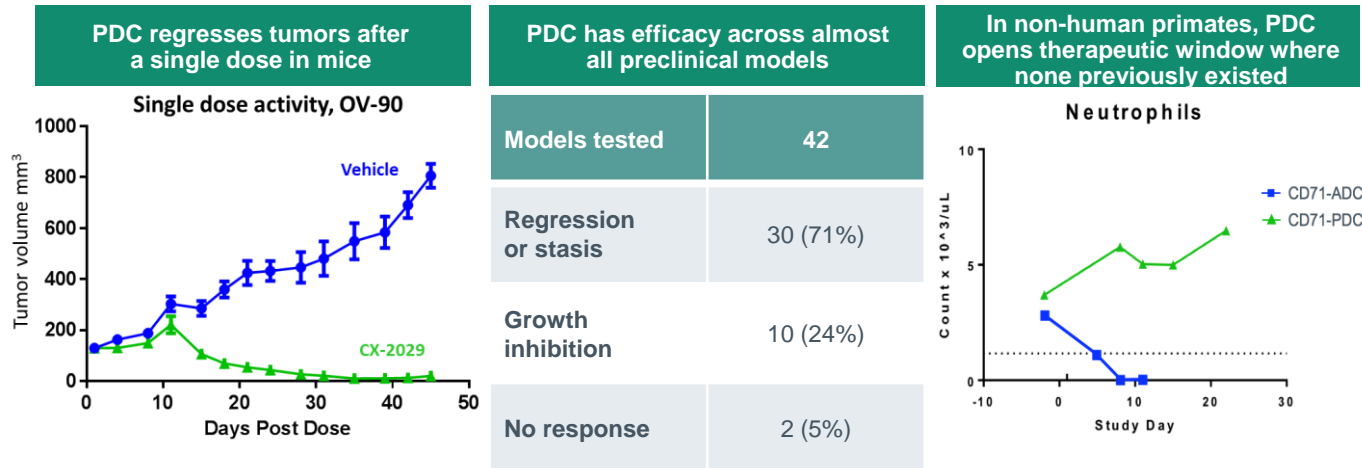 PDC regresses tumors after
a single dose in mice
Single dose activity, OV-90
Tumor volume mm³
1000
800
600
400
200
0
Vehicle
CX-2029
0
10
20
30
40
50
Days Post Dose
PDC has efficacy across almost
all preclinical models
Models tested
42
Regression
or stasis
30 (71%)
Growth
inhibition
10 (24%)
No response
2 (5%)
In non-human primates, PDC
opens therapeutic window where
none previously existed
Neutrophils
Count x 10^3/uL
10
5
0
CD71-ADC
CD71-PDC
-10
0
10
20
30
Study Day